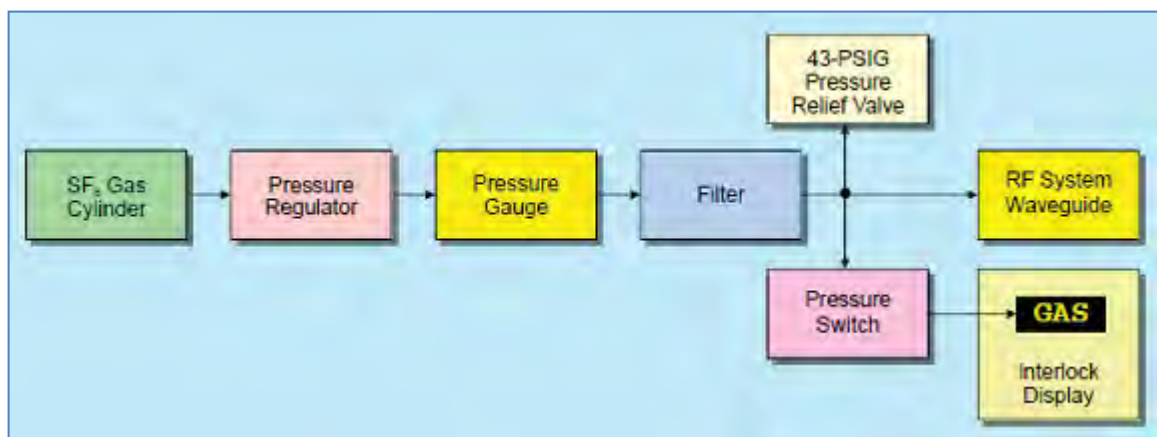 43-PSIG
Pressure
Relief Valve
SF₆ Gas
Cylinder
Pressure
Regulator
Pressure
Gauge
Filter
RF System
Waveguide
Pressure
Switch
GAS
Interlock
Display